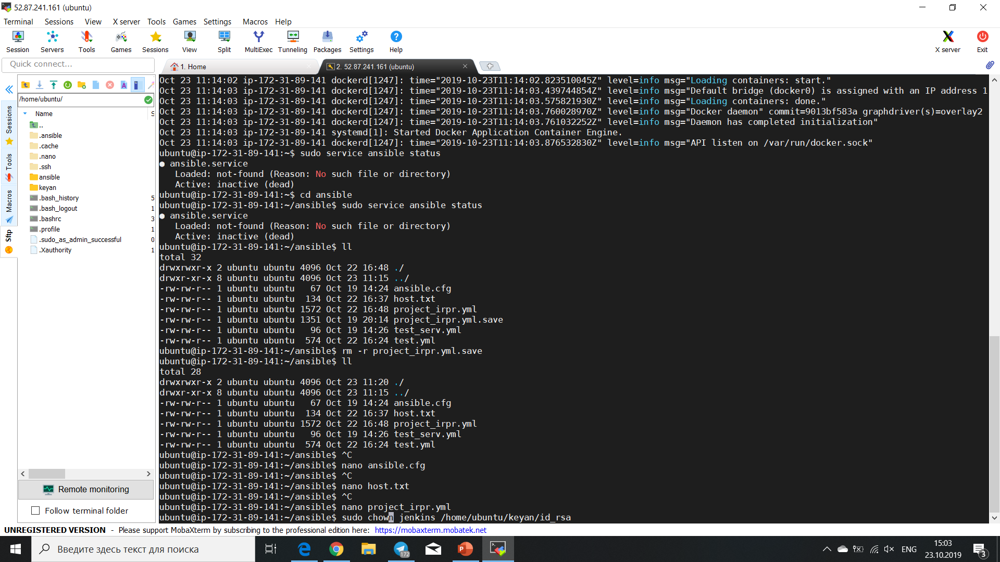 52.87.241.161 (ubuntu)
Terminal Sessions View X server Tools Games Settings Macros Help
Session Servers Tools Games Sessions View Split MultiExec Tunneling Packages Settings Help X server Exit
Quick connect...
1. Home
2. 52.87.241.161 (ubuntu)
/home/ubuntu/
Name S
..
.ansible
.cache
.nano
.ssh
ansible
keyan
.bash_history 5
.bash_logout 1
.bashrc 3
.profile 1
.sudo_as_admin_successful 0
.Xauthority 1
Sessions
Tools
Macros
Sftp
Remote monitoring
Follow terminal folder
Oct 23 11:14:02 ip-172-31-89-141 dockerd[1247]: time="2019-10-23T11:14:02.823510045Z" level=info msg="Loading containers: start."
Oct 23 11:14:03 ip-172-31-89-141 dockerd[1247]: time="2019-10-23T11:14:03.439744854Z" level=info msg="Default bridge (docker0) is assigned with an IP address 1
Oct 23 11:14:03 ip-172-31-89-141 dockerd[1247]: time="2019-10-23T11:14:03.575821930Z" level=info msg="Loading containers: done."
Oct 23 11:14:03 ip-172-31-89-141 dockerd[1247]: time="2019-10-23T11:14:03.760028970Z" level=info msg="Docker daemon" commit=9013bf583a graphdriver(s)=overlay2
Oct 23 11:14:03 ip-172-31-89-141 dockerd[1247]: time="2019-10-23T11:14:03.761032252Z" level=info msg="Daemon has completed initialization"
Oct 23 11:14:03 ip-172-31-89-141 systemd[1]: Started Docker Application Container Engine.
Oct 23 11:14:03 ip-172-31-89-141 dockerd[1247]: time="2019-10-23T11:14:03.876532830Z" level=info msg="API listen on /var/run/docker.sock"
ubuntu@ip-172-31-89-141:~$ sudo service ansible status
● ansible.service
Loaded: not-found (Reason: No such file or directory)
Active: inactive (dead)
ubuntu@ip-172-31-89-141:~$ cd ansible
ubuntu@ip-172-31-89-141:~/ansible$ sudo service ansible status
● ansible.service
Loaded: not-found (Reason: No such file or directory)
Active: inactive (dead)
ubuntu@ip-172-31-89-141:~/ansible$ ll
total 32
drwxrwxr-x 2 ubuntu ubuntu 4096 Oct 22 16:48 ./
drwxr-xr-x 8 ubuntu ubuntu 4096 Oct 23 11:15 ../
-rw-rw-r-- 1 ubuntu ubuntu 67 Oct 19 14:24 ansible.cfg
-rw-rw-r-- 1 ubuntu ubuntu 134 Oct 22 16:37 host.txt
-rw-rw-r-- 1 ubuntu ubuntu 1572 Oct 22 16:48 project_irpr.yml
-rw-rw-r-- 1 ubuntu ubuntu 1351 Oct 19 20:14 project_irpr.yml.save
-rw-rw-r-- 1 ubuntu ubuntu 96 Oct 19 14:26 test_serv.yml
-rw-rw-r-- 1 ubuntu ubuntu 574 Oct 22 16:24 test.yml
ubuntu@ip-172-31-89-141:~/ansible$ rm -r project_irpr.yml.save
ubuntu@ip-172-31-89-141:~/ansible$ ll
total 28
drwxrwxr-x 2 ubuntu ubuntu 4096 Oct 23 11:20 ./
drwxr-xr-x 8 ubuntu ubuntu 4096 Oct 23 11:15 ../
-rw-rw-r-- 1 ubuntu ubuntu 67 Oct 19 14:24 ansible.cfg
-rw-rw-r-- 1 ubuntu ubuntu 134 Oct 22 16:37 host.txt
-rw-rw-r-- 1 ubuntu ubuntu 1572 Oct 22 16:48 project_irpr.yml
-rw-rw-r-- 1 ubuntu ubuntu 96 Oct 19 14:26 test_serv.yml
-rw-rw-r-- 1 ubuntu ubuntu 574 Oct 22 16:24 test.yml
ubuntu@ip-172-31-89-141:~/ansible$ ^C
ubuntu@ip-172-31-89-141:~/ansible$ nano ansible.cfg
ubuntu@ip-172-31-89-141:~/ansible$ ^C
ubuntu@ip-172-31-89-141:~/ansible$ nano host.txt
ubuntu@ip-172-31-89-141:~/ansible$ ^C
ubuntu@ip-172-31-89-141:~/ansible$ nano project_irpr.yml
ubuntu@ip-172-31-89-141:~/ansible$ sudo chown jenkins /home/ubuntu/keyan/id_rsa
UNREGISTERED VERSION - Please support MobaXterm by subscribing to the professional edition here: https://mobaxterm.mobatek.net
Введите здесь текст для поиска
172
ENG
15:03
23.10.2019
3